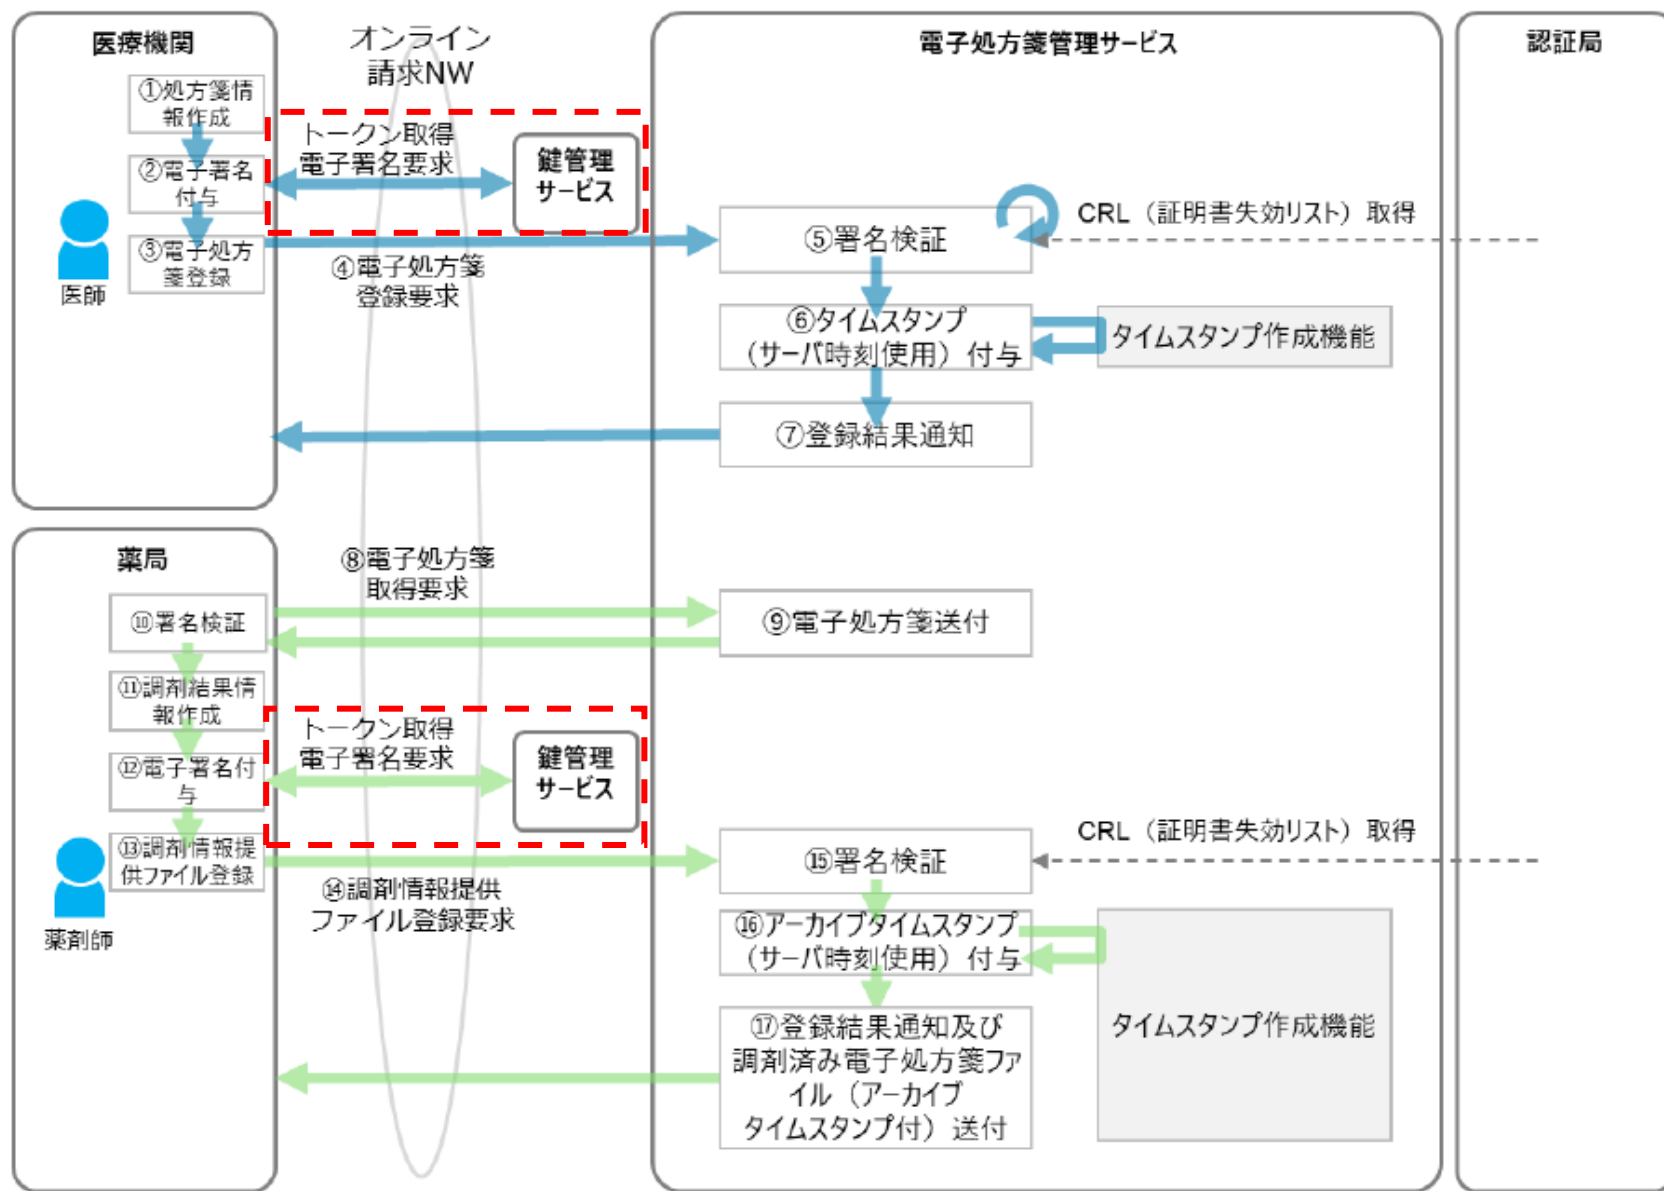 医療機関
オンライン
請求NW
電子処方箋管理サービス
認証局
①処方箋情
報作成
トークン取得
電子署名要求
鍵管理
サービス
②電子署名
付与
③電子処方
箋登録
医師
④電子処方箋
登録要求
⑤署名検証
CRL（証明書失効リスト）取得
⑥タイムスタンプ
（サーバ時刻使用）付与
タイムスタンプ作成機能
⑦登録結果通知
薬局
⑧電子処方箋
取得要求
⑨電子処方箋送付
⑩署名検証
⑪調剤結果情
報作成
トークン取得
電子署名要求
鍵管理
サービス
⑫電子署名付
与
⑬調剤情報提
供ファイル登録
薬剤師
⑭調剤情報提供
ファイル登録要求
⑮署名検証
CRL（証明書失効リスト）取得
⑯アーカイブタイムスタンプ
（サーバ時刻使用）付与
タイムスタンプ作成機能
⑰登録結果通知及び
調剤済み電子処方箋ファ
イル（アーカイブ
タイムスタンプ付）送付